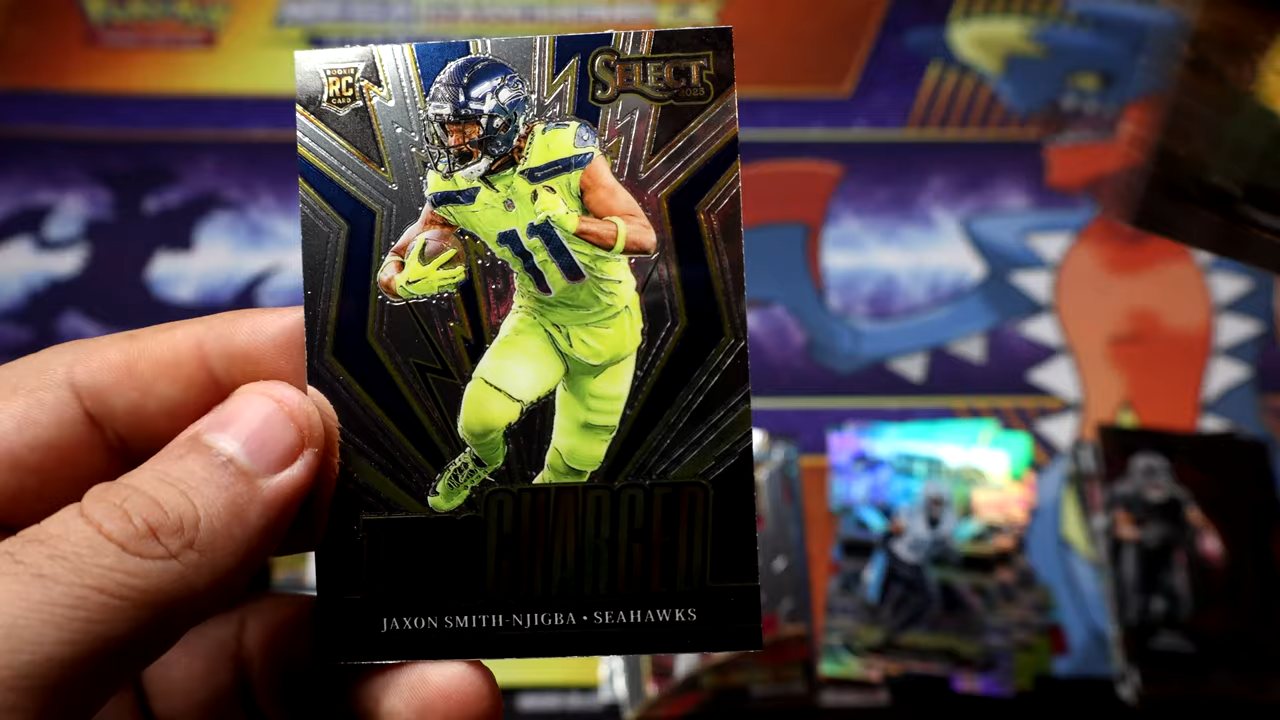 ROOKIE
RC
CARD
SELECT
2023
11
CHARGED
JAXON SMITH-NJIGBA • SEAHAWKS